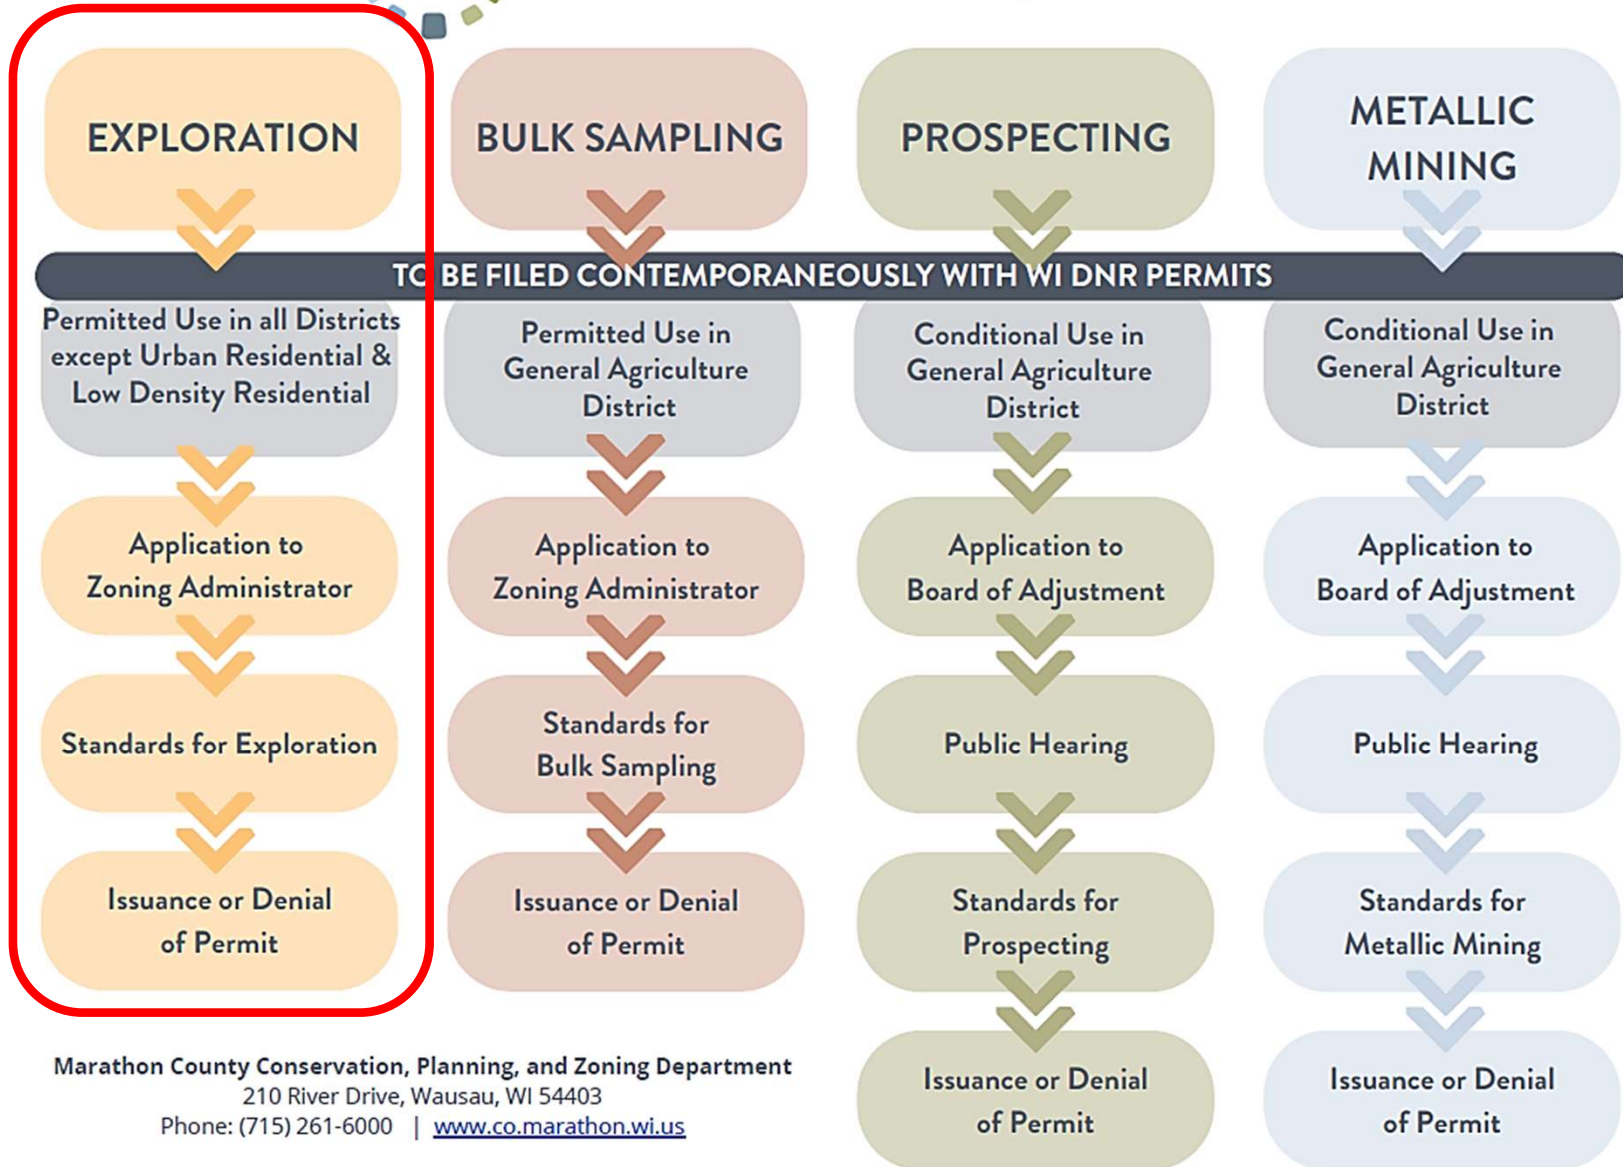 EXPLORATION
BULK SAMPLING
PROSPECTING
METALLIC
MINING
TO BE FILED CONTEMPORANEOUSLY WITH WI DNR PERMITS
Permitted Use in all Districts
except Urban Residential &
Low Density Residential
Permitted Use in
General Agriculture
District
Conditional Use in
General Agriculture
District
Conditional Use in
General Agriculture
District
Application to
Zoning Administrator
Application to
Zoning Administrator
Application to
Board of Adjustment
Application to
Board of Adjustment
Standards for Exploration
Standards for
Bulk Sampling
Public Hearing
Public Hearing
Issuance or Denial
of Permit
Issuance or Denial
of Permit
Standards for
Prospecting
Standards for
Metallic Mining
Issuance or Denial
of Permit
Issuance or Denial
of Permit
Marathon County Conservation, Planning, and Zoning Department
210 River Drive, Wausau, WI 54403
Phone: (715) 261-6000 | www.co.marathon.wi.us